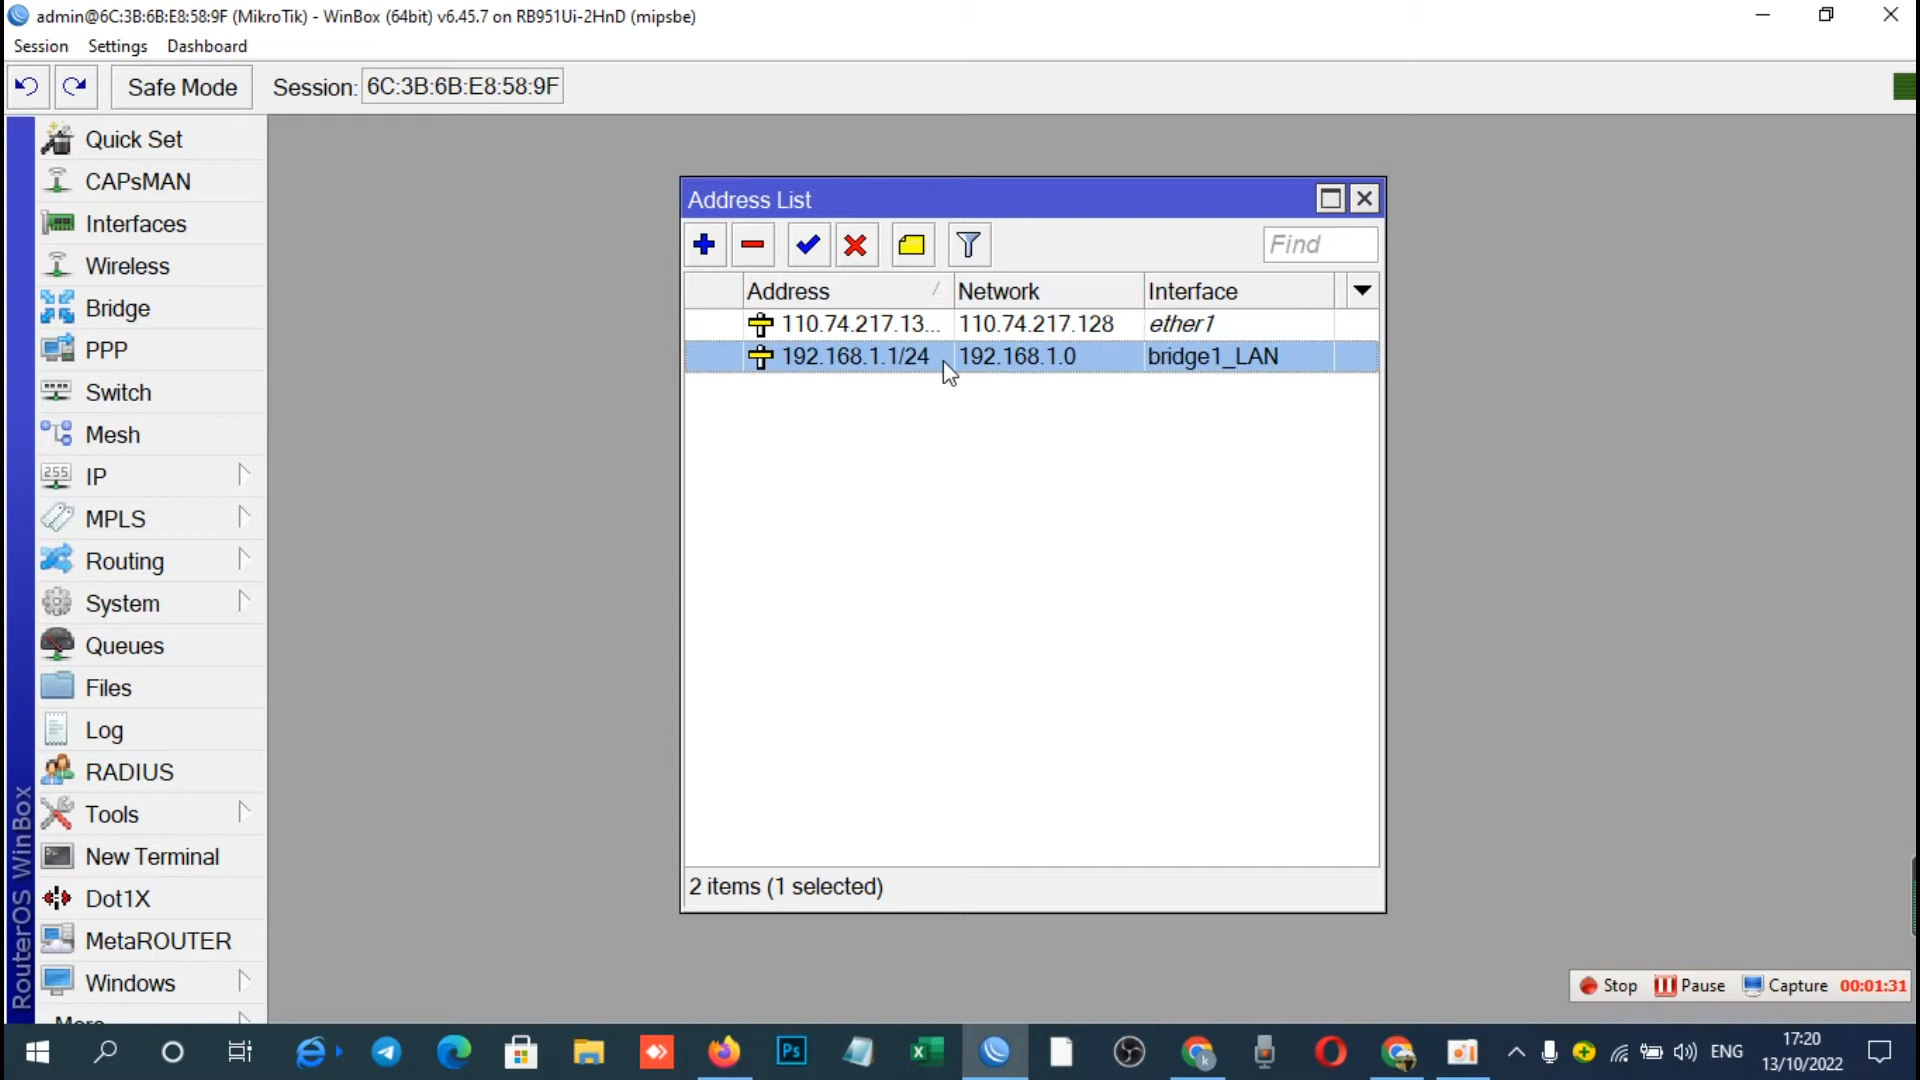 admin@6C:3B:6B:E8:58:9F (MikroTik) - WinBox (64bit) v6.45.7 on RB951Ui-2HnD (mipsbe)
Session Settings Dashboard
Safe Mode Session: 6C:3B:6B:E8:58:9F
Quick Set
CAPsMAN
Interfaces
Wireless
Bridge
PPP
Switch
Mesh
255 IP
MPLS
Routing
System
Queues
Files
Log
RADIUS
Tools
New Terminal
Dot1X
MetaROUTER
Windows
More
RouterOS WinBox
Address List
Find
Address Network Interface
110.74.217.13... 110.74.217.128 ether1
192.168.1.1/24 192.168.1.0 bridge1_LAN
2 items (1 selected)
Stop Pause Capture 00:01:31
Ps
ENG
17:20
13/10/2022